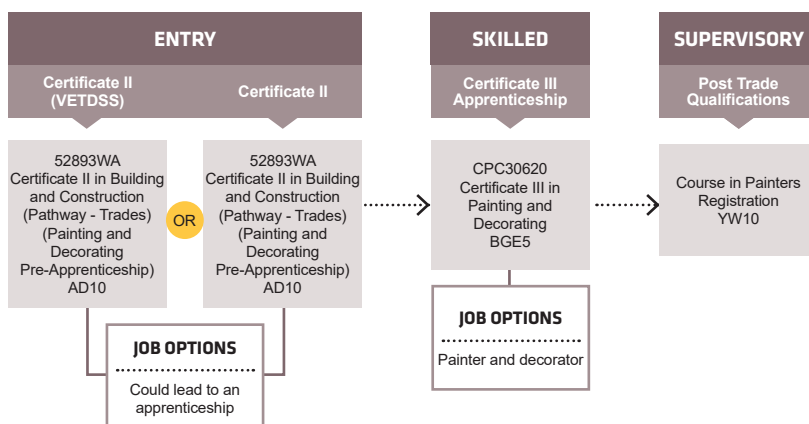 ENTRY
Certificate II
(VETDSS)
Certificate II
52893WA
Certificate II in Building
and Construction
(Pathway - Trades)
(Painting and
Decorating
Pre-Apprenticeship)
AD10
OR
52893WA
Certificate II in Building
and Construction
(Pathway - Trades)
(Painting and
Decorating
Pre-Apprenticeship)
AD10
JOB OPTIONS
Could lead to an
apprenticeship
SKILLED
Certificate III
Apprenticeship
CPC30620
Certificate III in
Painting and
Decorating
BGE5
JOB OPTIONS
Painter and decorator
SUPERVISORY
Post Trade
Qualifications
Course in Painters
Registration
YW10